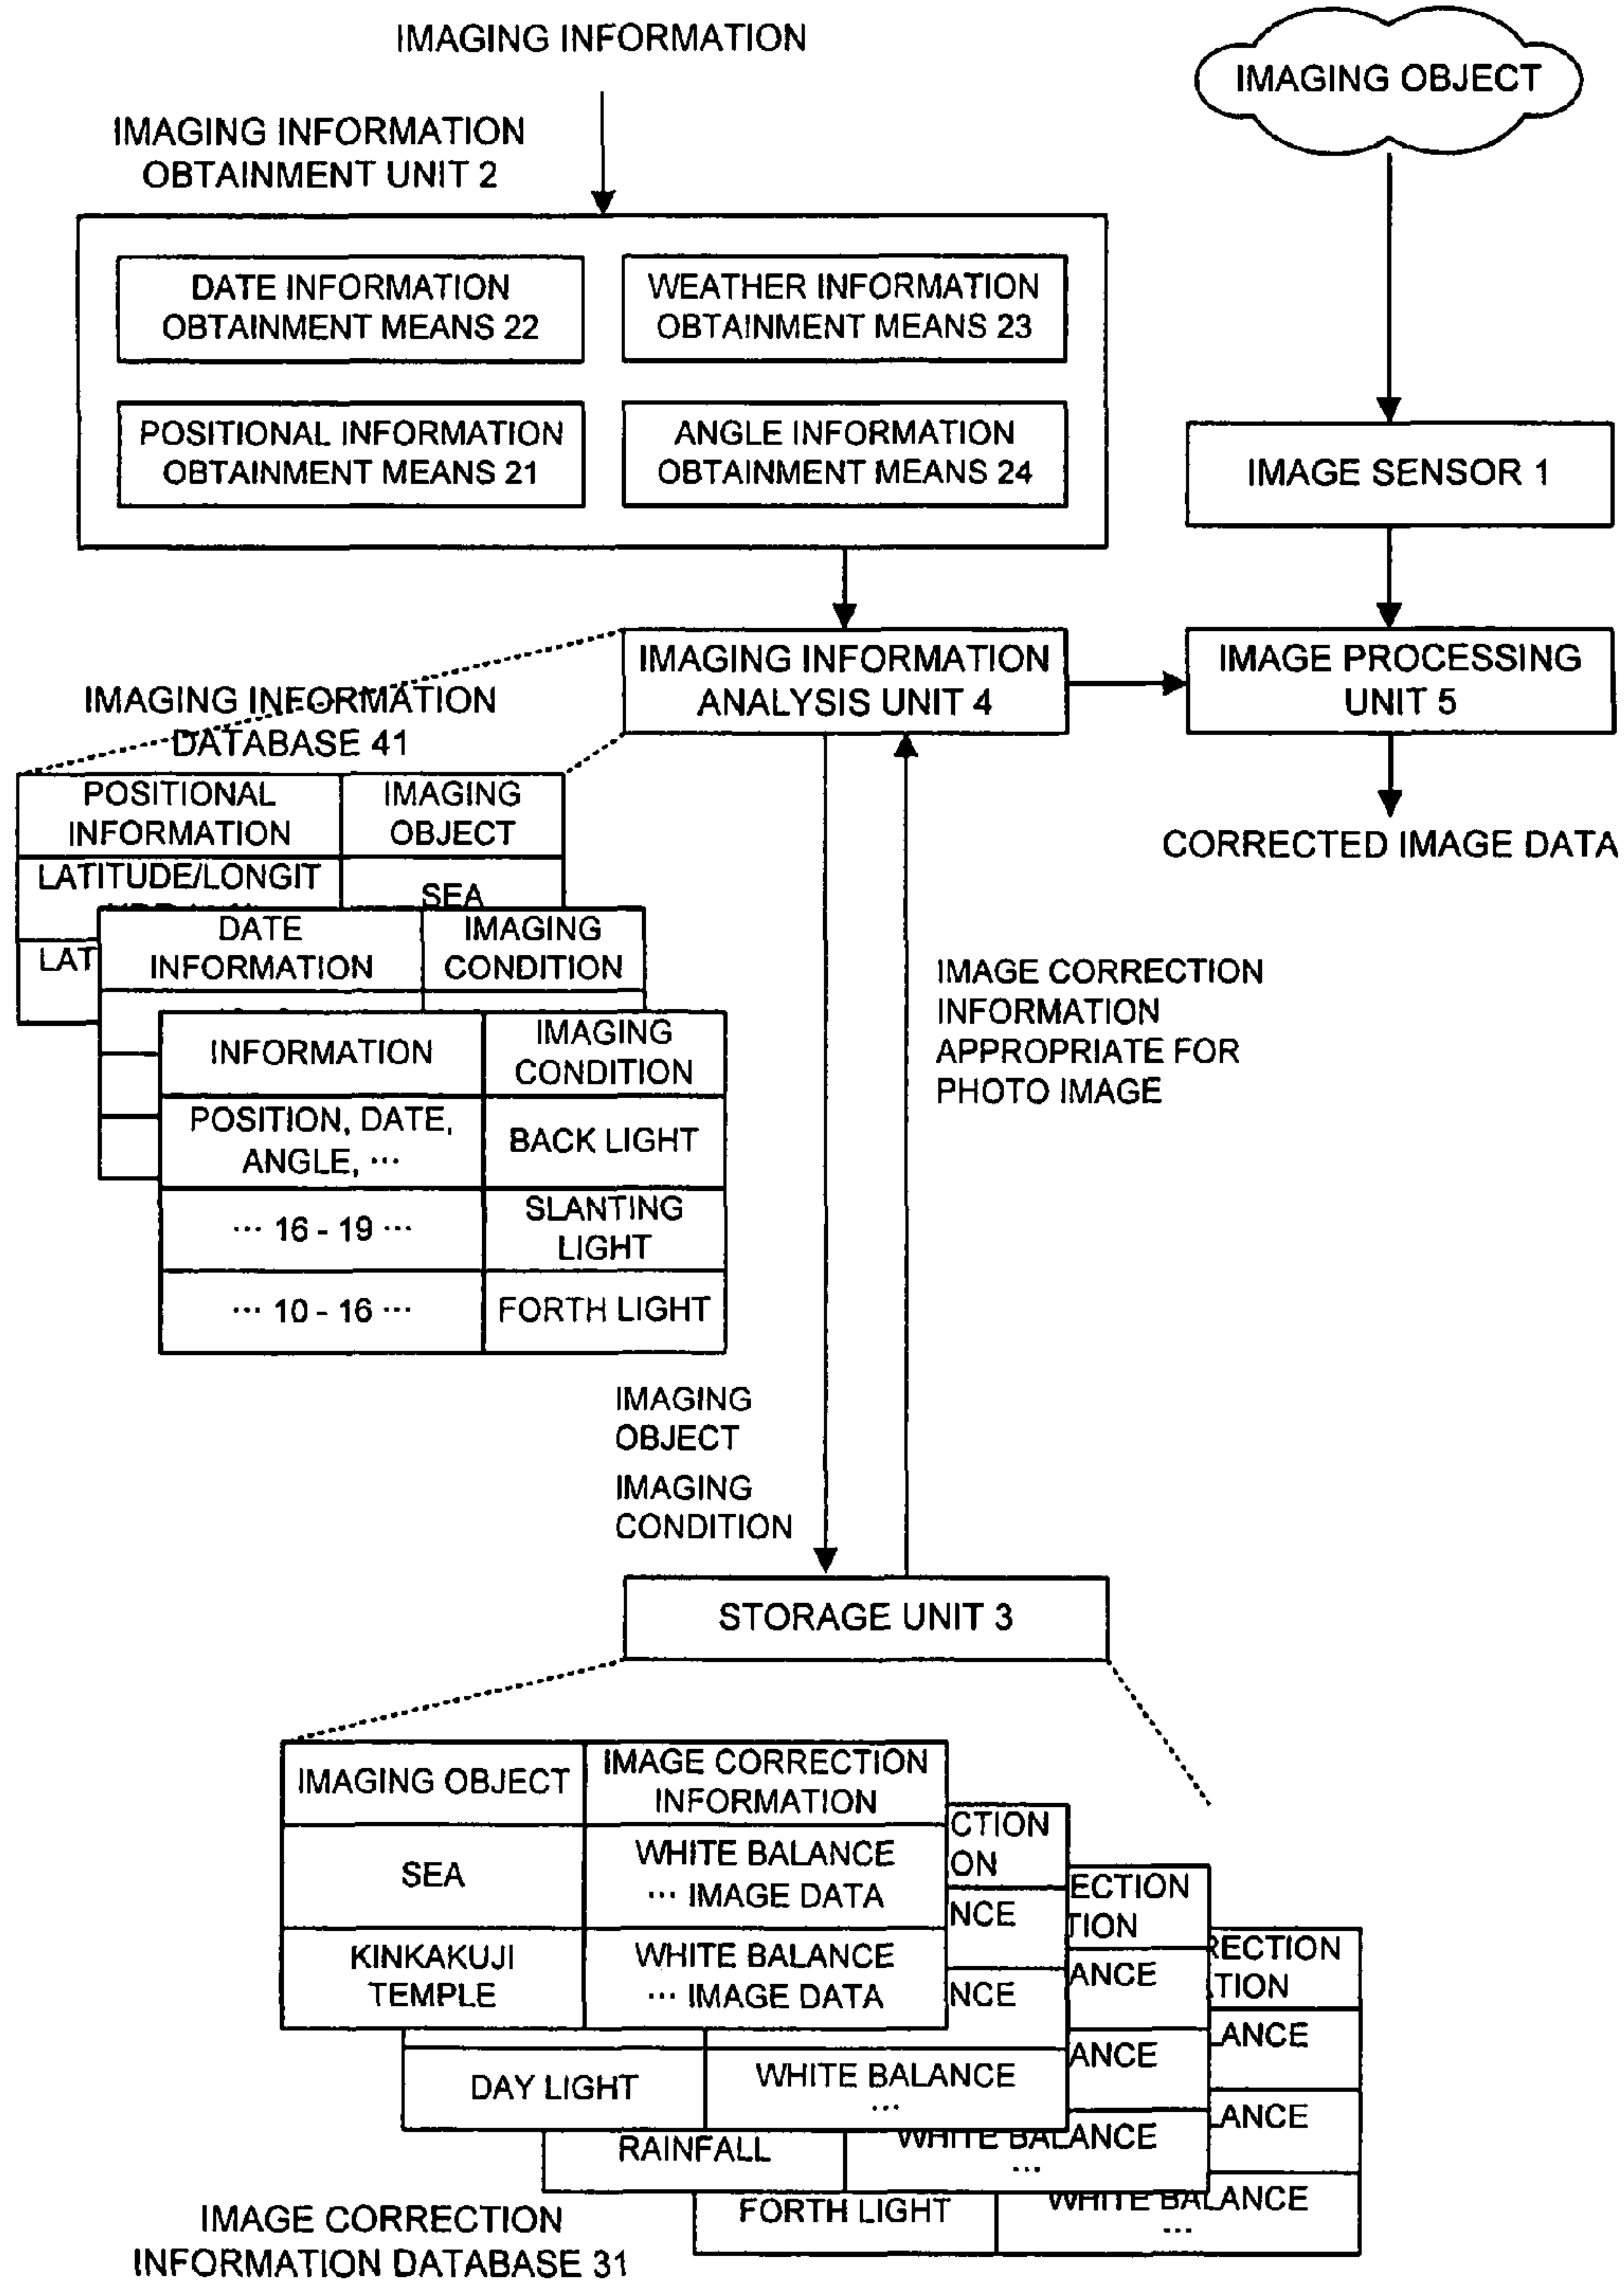 IMAGING INFORMATION
IMAGING OBJECT
IMAGING INFORMATION
OBTAINMENT UNIT 2
DATE INFORMATION
OBTAINMENT MEANS 22
WEATHER INFORMATION
OBTAINMENT MEANS 23
POSITIONAL INFORMATION
OBTAINMENT MEANS 21
ANGLE INFORMATION
OBTAINMENT MEANS 24
IMAGE SENSOR 1
IMAGING INFORMATION
ANALYSIS UNIT 4
IMAGE PROCESSING
UNIT 5
CORRECTED IMAGE DATA
IMAGING INFORMATION
DATABASE 41
POSITIONAL
INFORMATION
IMAGING
OBJECT
LATITUDE/LONGIT
SEA
LAT
DATE
INFORMATION
IMAGING
CONDITION
INFORMATION
IMAGING
CONDITION
POSITION, DATE,
ANGLE, ...
BACK LIGHT
... 16 - 19 ...
SLANTING
LIGHT
... 10 - 16 ...
FORTH LIGHT
IMAGE CORRECTION
INFORMATION
APPROPRIATE FOR
PHOTO IMAGE
IMAGING
OBJECT
IMAGING
CONDITION
STORAGE UNIT 3
IMAGING OBJECT
IMAGE CORRECTION
INFORMATION
SEA
WHITE BALANCE
... IMAGE DATA
KINKAKUJI
TEMPLE
WHITE BALANCE
... IMAGE DATA
CTION
ON
NCE
NCE
DAY LIGHT
WHITE BALANCE
...
ECTION
TION
ANCE
ANCE
RAINFALL
WHITE BALANCE
...
RECTION
TION
LANCE
LANCE
FORTH LIGHT
WHITE BALANCE
...
IMAGE CORRECTION
INFORMATION DATABASE 31